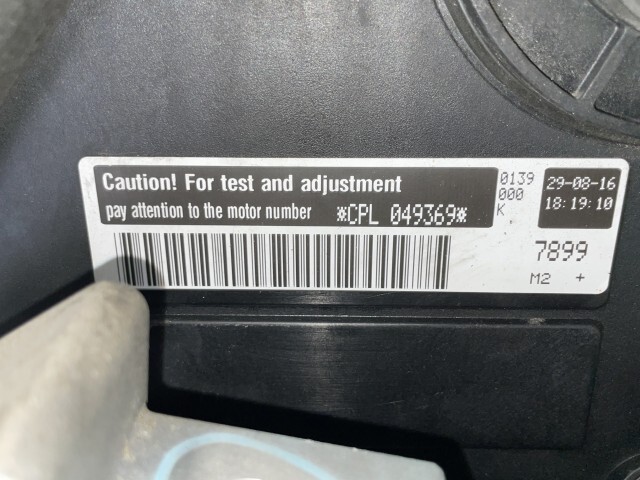 Caution! For test and adjustment
pay attention to the motor number *CPL 049369*
0139
000
K
29-08-16
18:19:10
7899
M2 +